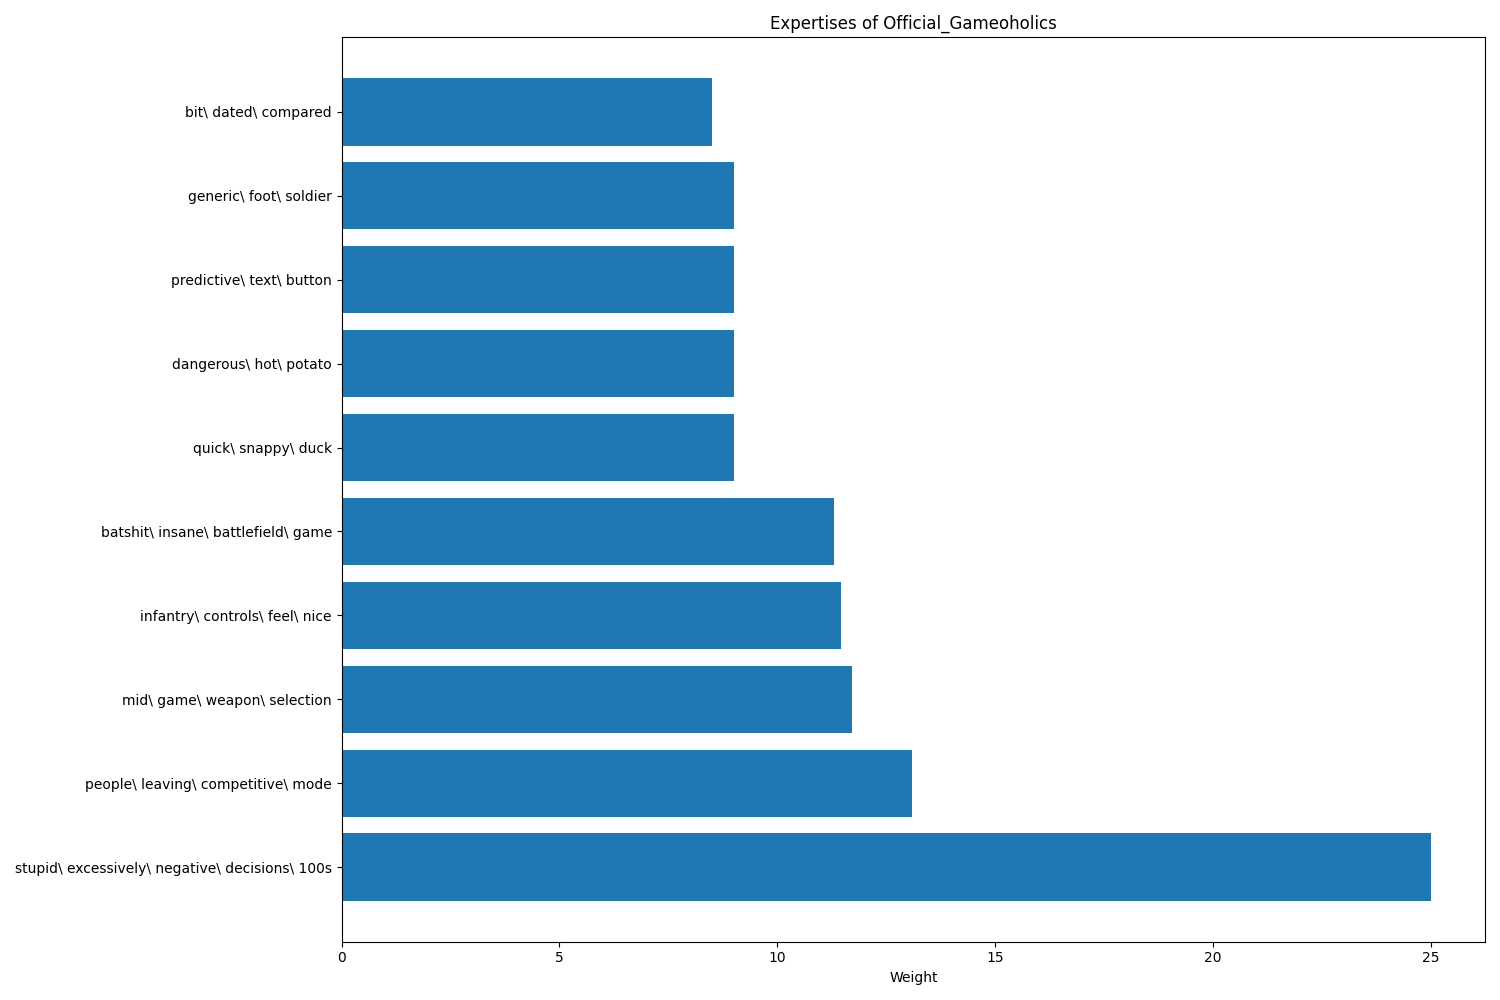 Expertises of Official_Gameoholics
bit\ dated\ compared
generic\ foot\ soldier
predictive\ text\ button
dangerous\ hot\ potato
quick\ snappy\ duck
batshit\ insane\ battlefield\ game
infantry\ controls\ feel\ nice
mid\ game\ weapon\ selection
people\ leaving\ competitive\ mode
stupid\ excessively\ negative\ decisions\ 100s
0 5 10 15 20 25
Weight